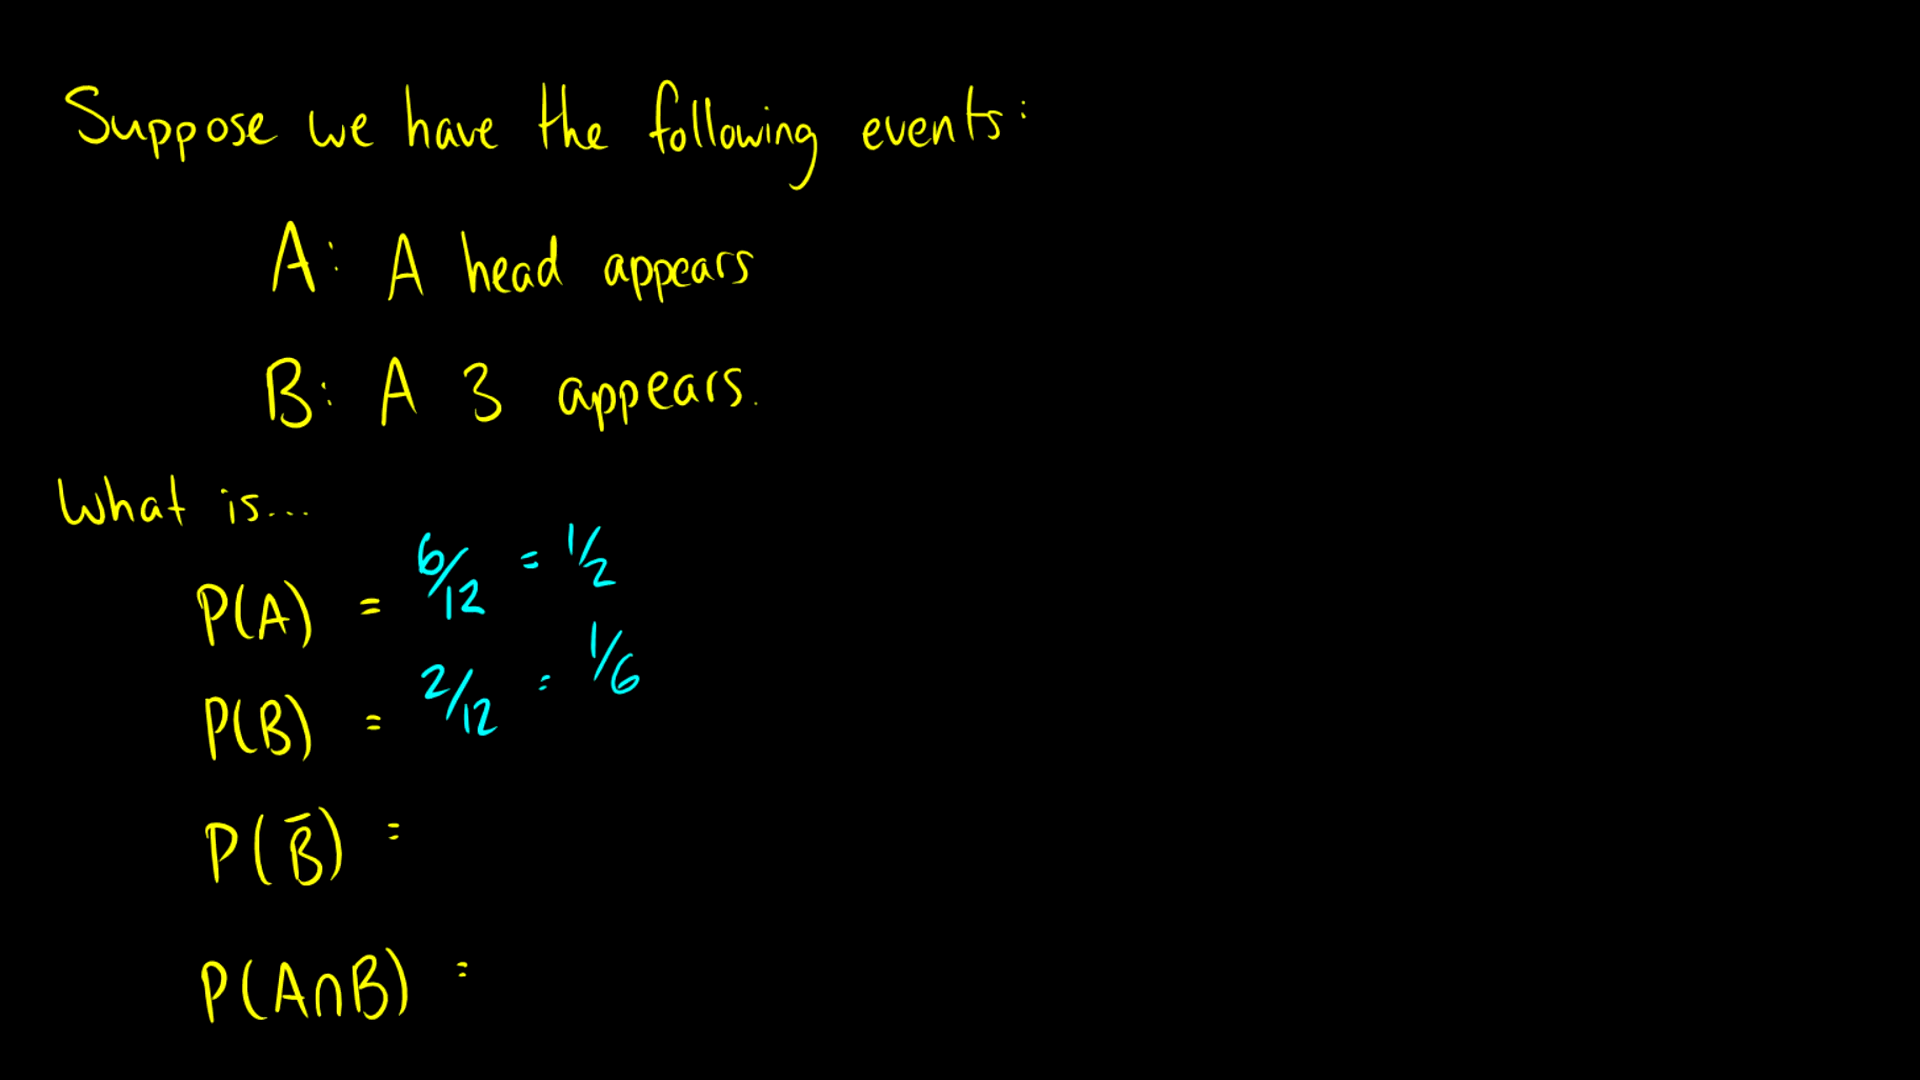 Suppose we have the following events:
A: A head appears
B: A 3 appears.
What is...
P(A) = 6/12 = 1/2
P(B) = 2/12 = 1/6
P(B̄) =
P(A∩B) =